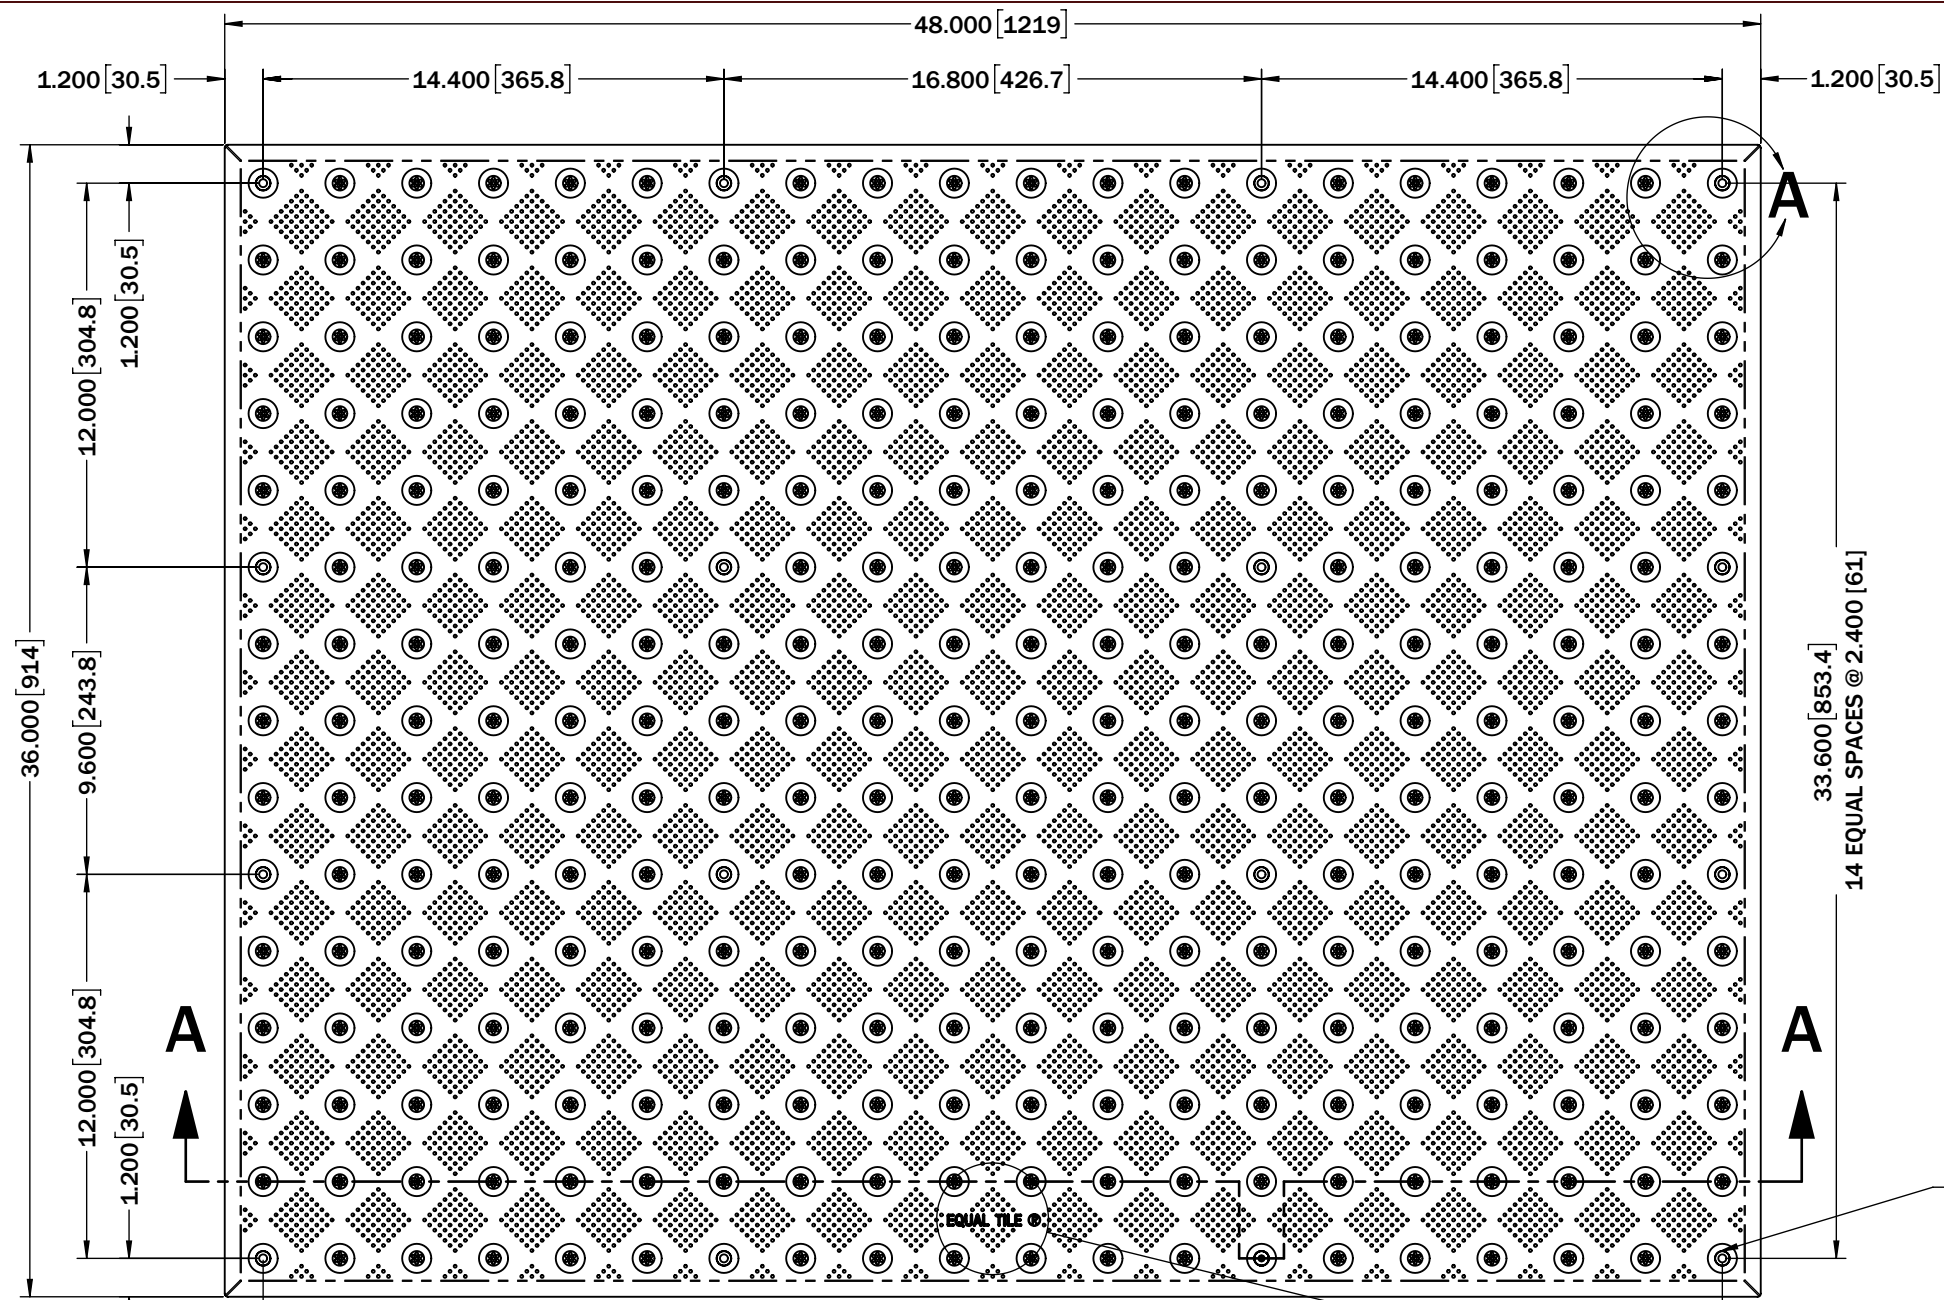 48.000 [1219]
1.200 [30.5]
14.400 [365.8]
16.800 [426.7]
14.400 [365.8]
1.200 [30.5]
A
1.200 [30.5]
12.000 [304.8]
36.000 [914]
9.600 [243.8]
33.600 [853.4]
14 EQUAL SPACES @ 2.400 [61]
12.000 [304.8]
1.200 [30.5]
A
A
EQUAL TILE ®